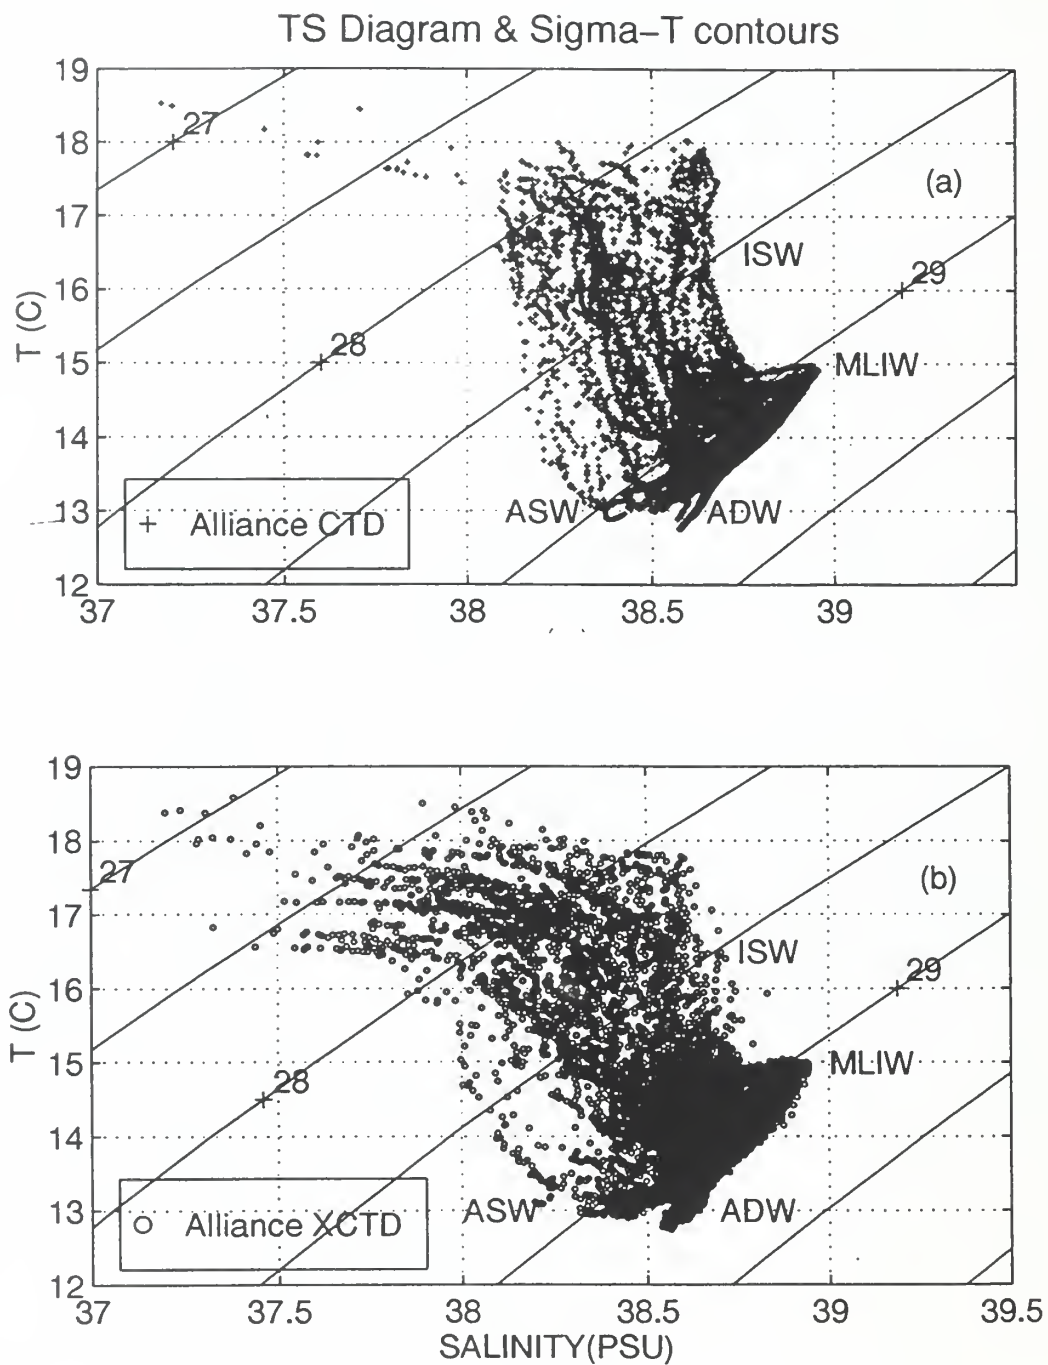 TS Diagram & Sigma-T contours
19
18
17
16
15
14
13
12
T (C)
27
28
29
(a)
ISW
MLIW
ASW
ADW
+ Alliance CTD
37
37.5
38
38.5
39
19
18
17
16
15
14
13
12
T (C)
27
28
29
(b)
ISW
MLIW
ASW
ADW
o Alliance XCTD
37
37.5
38
38.5
39
39.5
SALINITY(PSU)